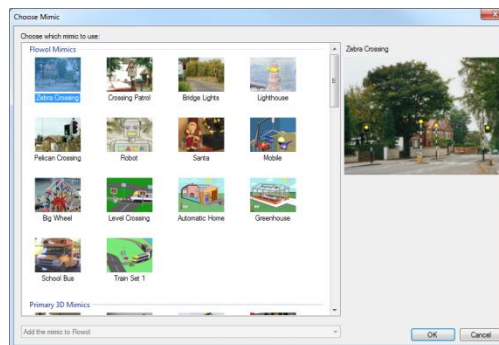 Choose Mimic
Choose which mimic to use:
Zebra Crossing
Flowol Mimics
Zebra Crossing Crossing Patrol Bridge Lights Lighthouse
Pelican Crossing Robot Santa Mobile
Big Wheel Level Crossing Automatic Home Greenhouse
School Bus Train Set 1
Primary 3D Mimics
Add the mimic to Flowol
OK Cancel